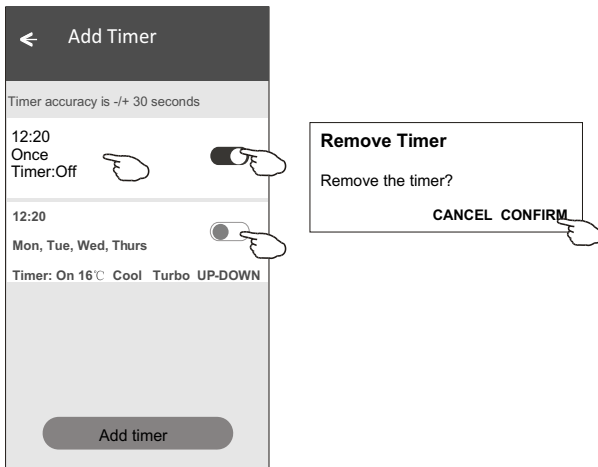 Add Timer
Timer accuracy is -/+ 30 seconds
12:20
Once
Timer:Off
12:20
Mon, Tue, Wed, Thurs
Timer: On 16℃ Cool Turbo UP-DOWN
Add timer
Remove Timer
Remove the timer?
CANCEL CONFIRM